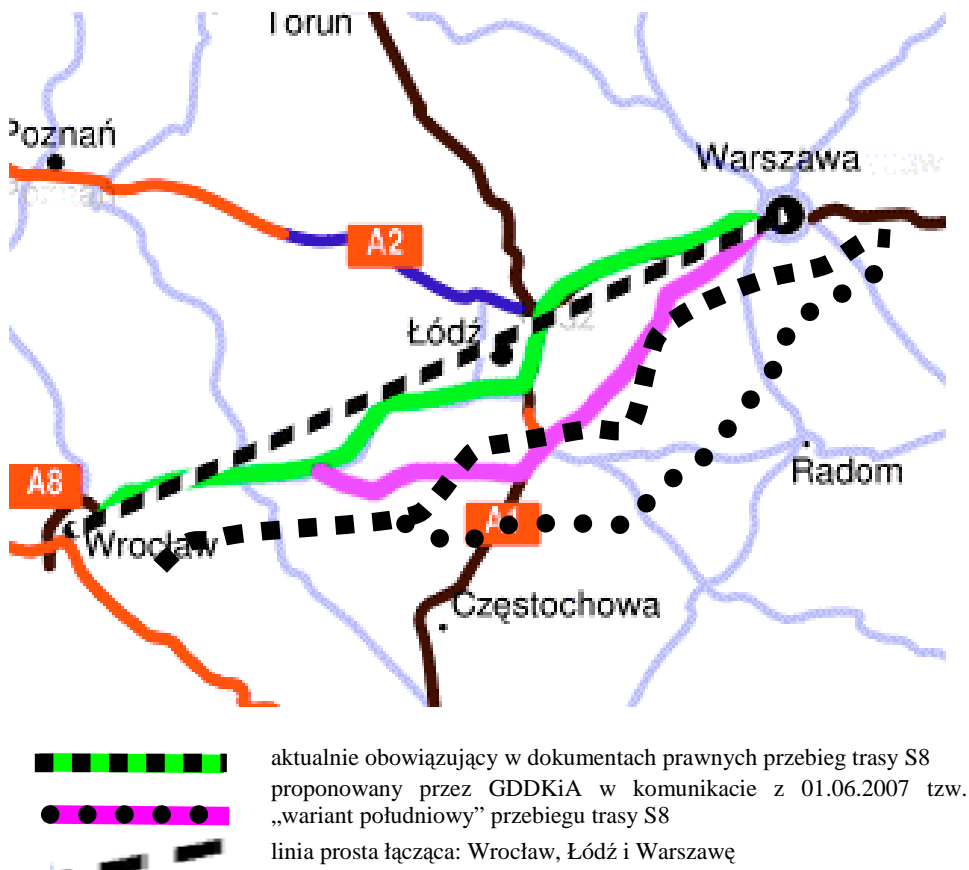 Toruń
Poznań
Warszawa
A2
Łódź
Radom
A8
A1
Wrocław
Częstochowa
aktualnie obowiązujący w dokumentach prawnych przebieg trasy S8
proponowany przez GDDKiA w komunikacie z 01.06.2007 tzw.
„wariant południowy” przebiegu trasy S8
linia prosta łącząca: Wrocław, Łódź i Warszawę